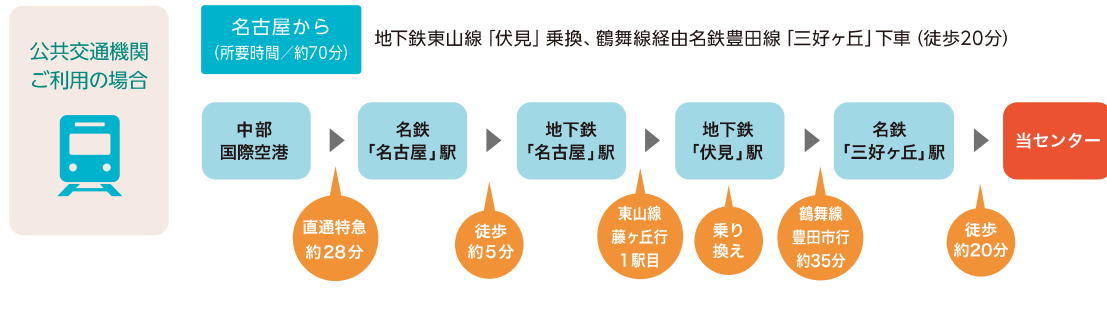 公共交通機関
ご利用の場合
名古屋から
（所要時間／約70分）
地下鉄東山線「伏見」乗換、鶴舞線経由名鉄豊田線「三好ヶ丘」下車（徒歩20分）
中部
国際空港
名鉄
「名古屋」駅
地下鉄
「名古屋」駅
地下鉄
「伏見」駅
名鉄
「三好ヶ丘」駅
当センター
直通特急
約28分
徒歩
約5分
東山線
藤ヶ丘行
1駅目
乗り
換え
鶴舞線
豊田市行
約35分
徒歩
約20分